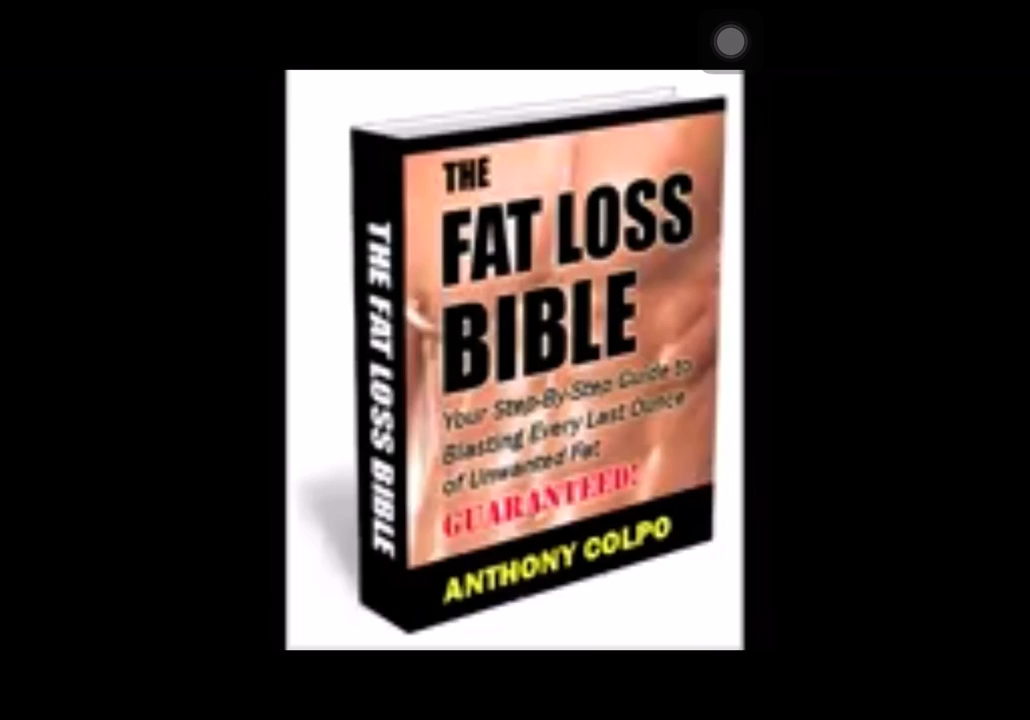 THE FAT LOSS BIBLE
THE
FAT LOSS
BIBLE
Your Step-By-Step Guide to
Blasting Every Last Ounce
of Unwanted Fat
GUARANTEED!
ANTHONY COLPO